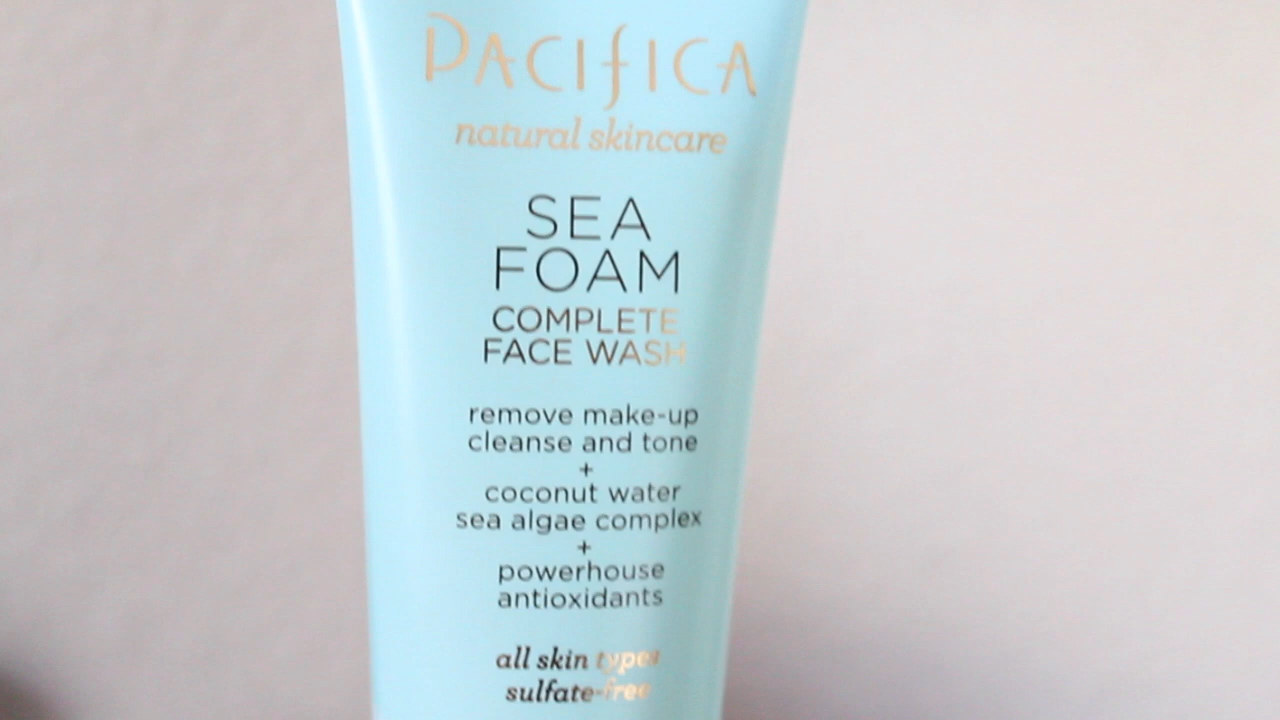 PACIFICA
natural skincare
SEA
FOAM
COMPLETE
FACE WASH
remove make-up
cleanse and tone
+
coconut water
sea algae complex
+
powerhouse
antioxidants
all skin types
sulfate-free